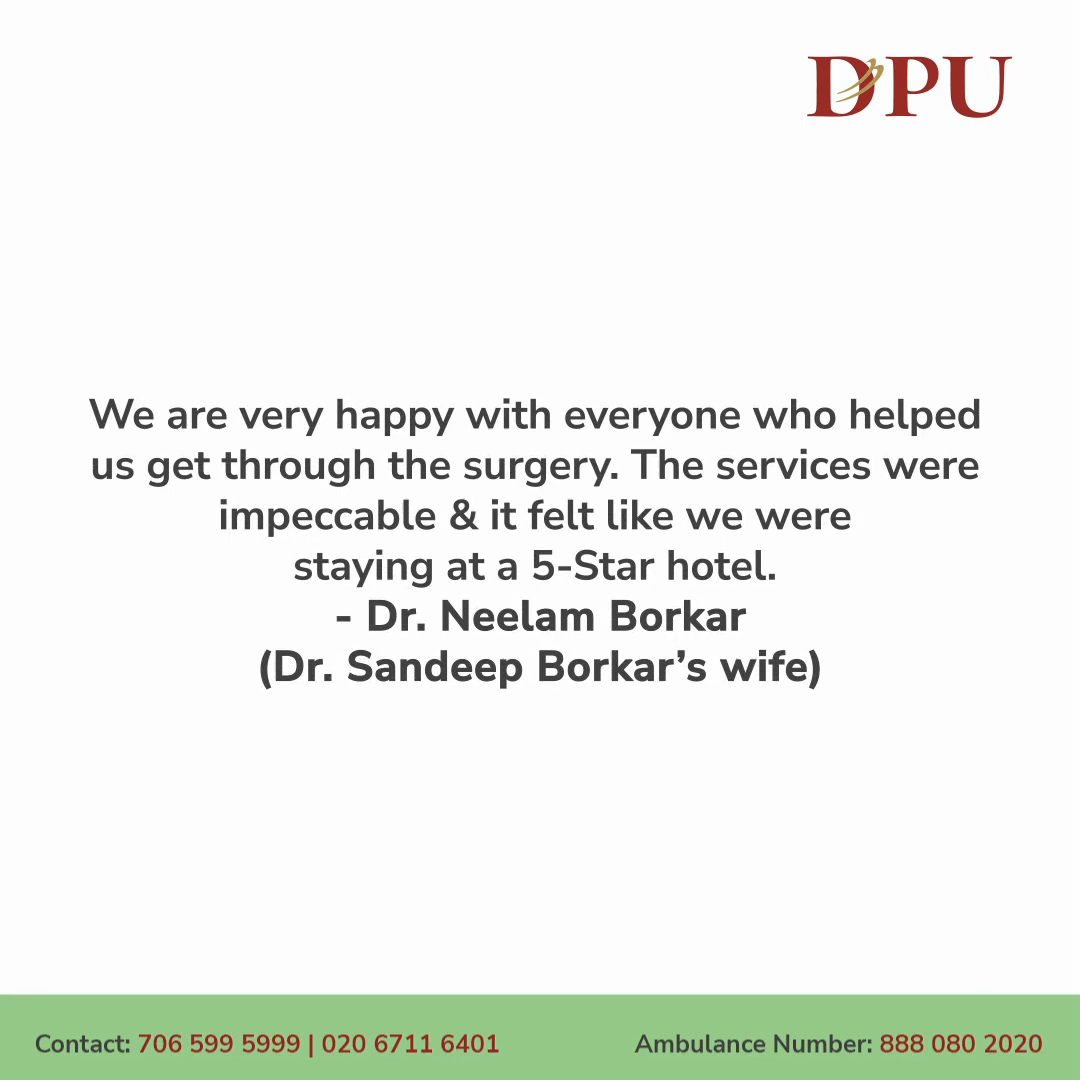 DPU
We are very happy with everyone who helped
us get through the surgery. The services were
impeccable & it felt like we were
staying at a 5-Star hotel.
- Dr. Neelam Borkar
(Dr. Sandeep Borkar’s wife)
Contact: 706 599 5999 | 020 6711 6401
Ambulance Number: 888 080 2020